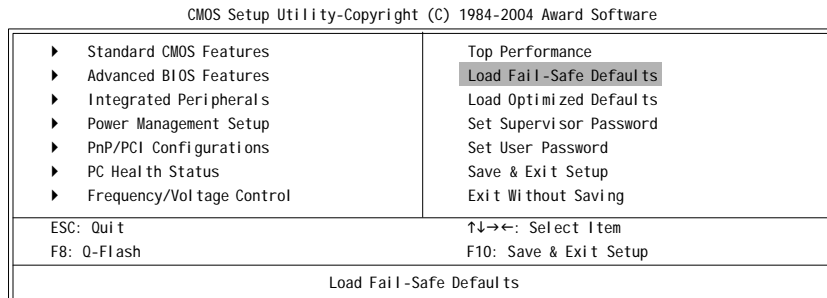 CMOS Setup Utility-Copyright (C) 1984-2004 Award Software
Standard CMOS Features
Advanced BIOS Features
Integrated Peripherals
Power Management Setup
PnP/PCI Configurations
PC Health Status
Frequency/Voltage Control
Top Performance
Load Fail-Safe Defaults
Load Optimized Defaults
Set Supervisor Password
Set User Password
Save & Exit Setup
Exit Without Saving
ESC: Quit
↑↓→←: Select Item
F8: Q-Flash
F10: Save & Exit Setup
Load Fail-Safe Defaults